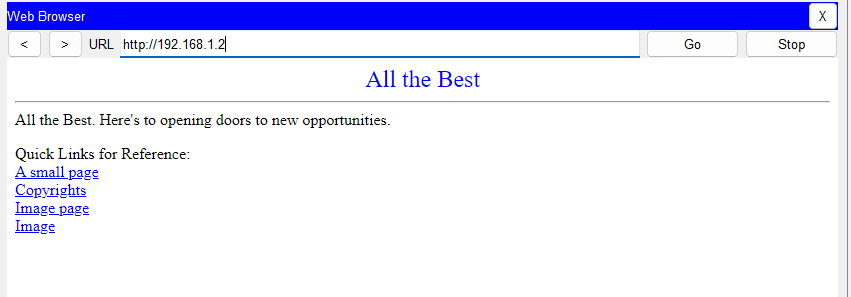 Web Browser X
< > URL http://192.168.1.2 Go Stop
All the Best
All the Best. Here's to opening doors to new opportunities.
Quick Links for Reference:
A small page
Copyrights
Image page
Image